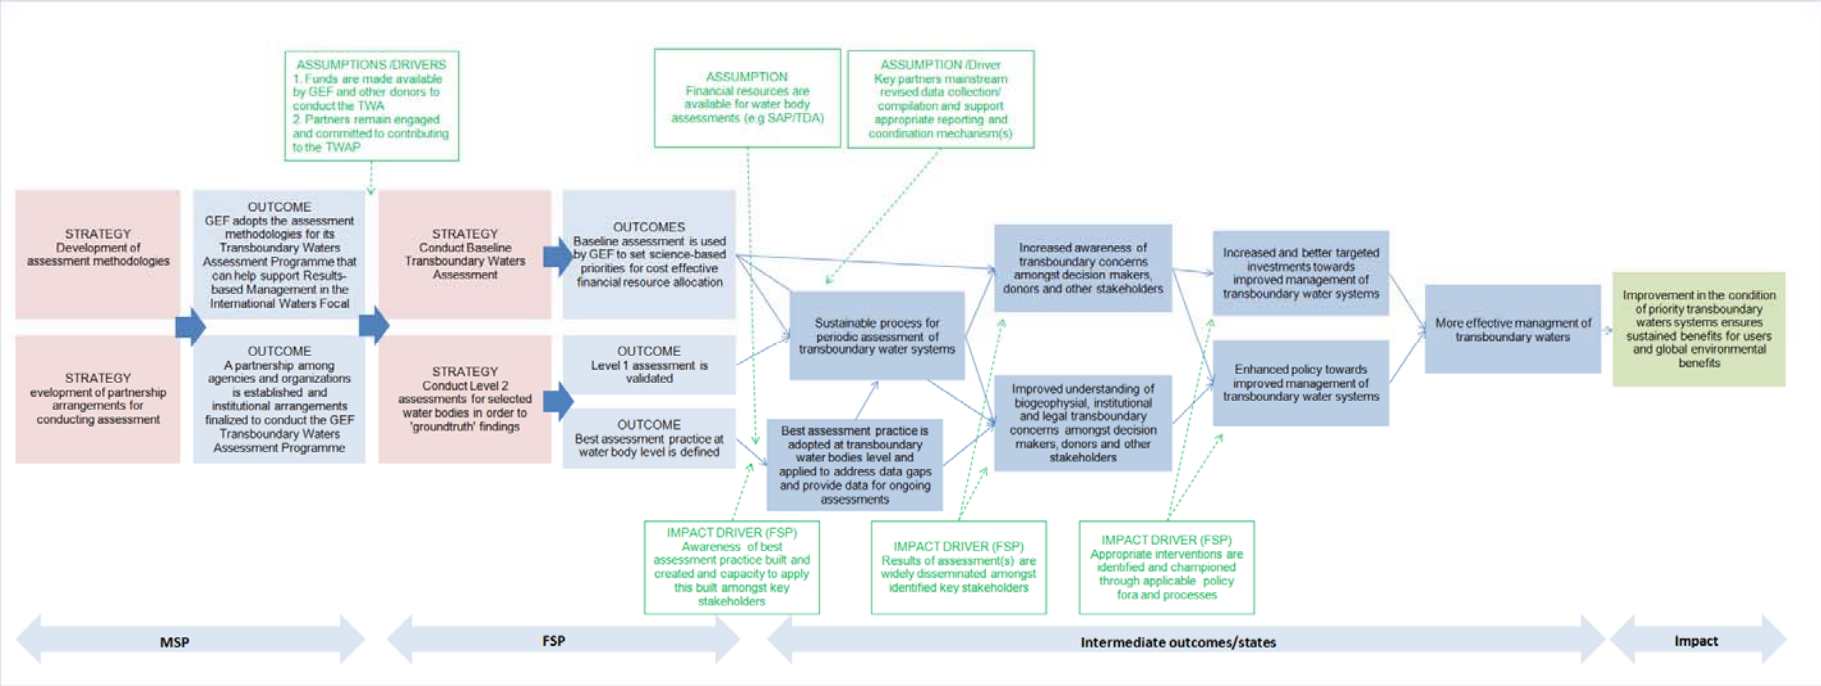 ASSUMPTIONS /DRIVERS
1. Funds are made available
by GEF and other donors to
conduct the TWA
2. Partners remain engaged
and committed to contributing
to the TWAP
ASSUMPTION
Financial resources are
available for water body
assessments (e.g SAP/TDA)
ASSUMPTION /Driver
Key partners mainstream
revised data collection/
compilation and support
appropriate reporting and
coordination mechanism(s)
STRATEGY
Development of
assessment methodologies
STRATEGY
evelopment of partnership
arrangements for
conducting assessment
OUTCOME
GEF adopts the assessment
methodologies for its
Transboundary Waters
Assessment Programme that
can help support Results-
based Management in the
International Waters Focal
OUTCOME
A partnership among
agencies and organizations
is established and
institutional arrangements
finalized to conduct the GEF
Transboundary Waters
Assessment Programme
STRATEGY
Conduct Baseline
Transboundary Waters
Assessment
STRATEGY
Conduct Level 2
assessments for selected
water bodies in order to
'groundtruth' findings
OUTCOMES
Baseline assessment is used
by GEF to set science-based
priorities for cost effective
financial resource allocation
OUTCOME
Level 1 assessment is
validated
OUTCOME
Best assessment practice at
water body level is defined
Sustainable process for
periodic assessment of
transboundary water systems
Best assessment practice is
adopted at transboundary
water bodies level and
applied to address data gaps
and provide data for ongoing
assessments
Increased awareness of
transboundary concerns
amongst decision makers,
donors and other stakeholders
Improved understanding of
biogeophysial, institutional
and legal transboundary
concerns amongst decision
makers, donors and other
stakeholders
Increased and better targeted
investments towards
improved management of
transboundary water systems
Enhanced policy towards
improved management of
transboundary water systems
More effective managment of
transboundary waters
Improvement in the condition
of priority transboundary
waters systems ensures
sustained benefits for users
and global environmental
benefits
IMPACT DRIVER (FSP)
Awareness of best
assessment practice built and
created and capacity to apply
this built amongst key
stakeholders
IMPACT DRIVER (FSP)
Results of assessment(s) are
widely disseminated amongst
identified key stakeholders
IMPACT DRIVER (FSP)
Appropriate interventions are
identified and championed
through applicable policy
fora and processes
MSP
FSP
Intermediate outcomes/states
Impact